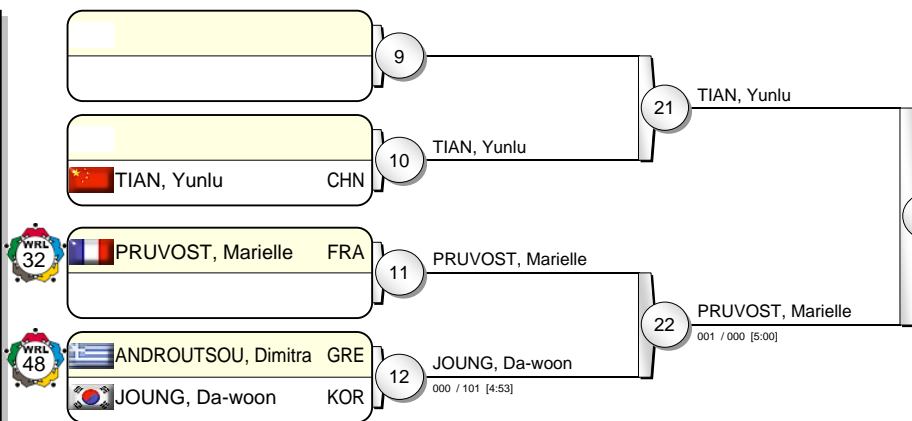 9
TIAN, Yunlu
21
TIAN, Yunlu
10
TIAN, Yunlu CHN
WRL
32
PRUVOST, Marielle FRA
PRUVOST, Marielle
11
PRUVOST, Marielle
22
001 / 000 [5:00]
WRL
48
ANDROUTSOU, Dimitra GRE
JOUNG, Da-woon
12
000 / 101 [4:53]
JOUNG, Da-woon KOR